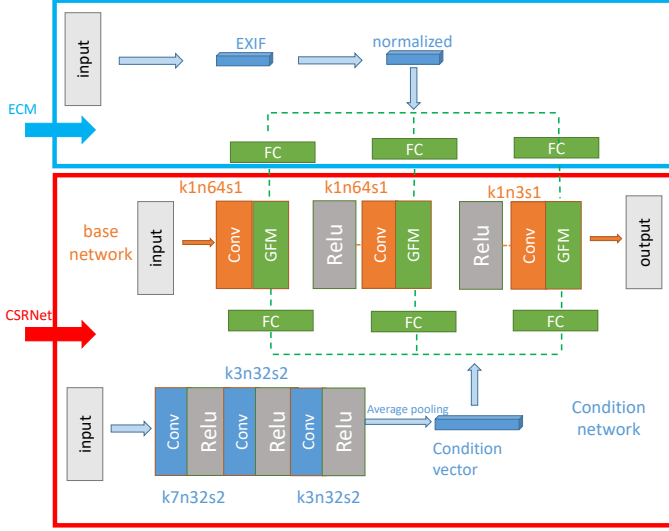 input
EXIF
normalized
ECM
FC
FC
FC
k1n64s1
k1n64s1
k1n3s1
base
network
input
Conv
GFM
Relu
Conv
GFM
Relu
Conv
GFM
output
CSRNet
FC
FC
FC
k3n32s2
input
Conv
Relu
Conv
Relu
Conv
Relu
Average pooling
Condition
vector
Condition
network
k7n32s2
k3n32s2